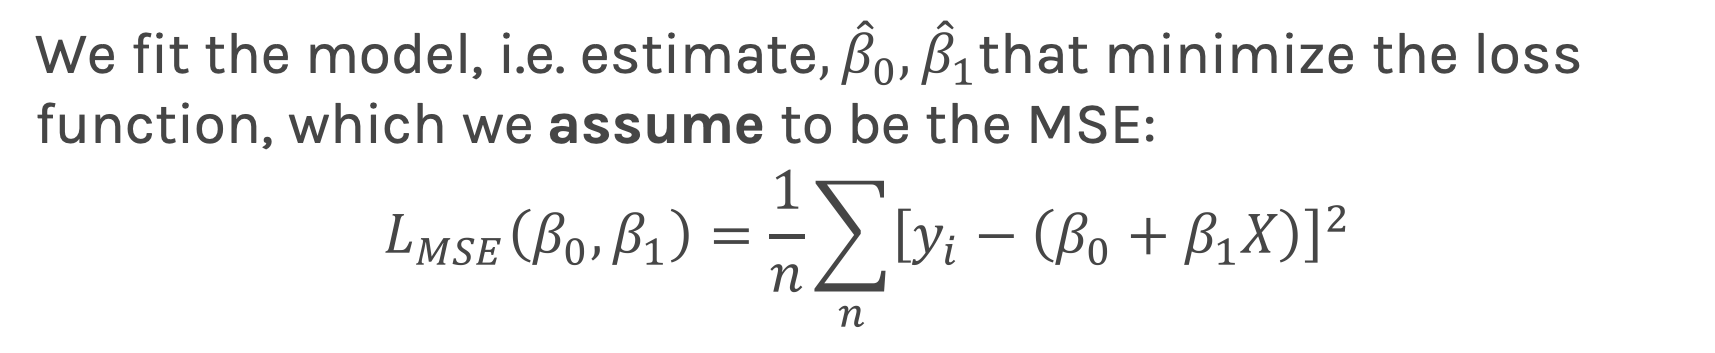 We fit the model, i.e. estimate, β̂₀, β̂₁ that minimize the loss
function, which we assume to be the MSE:
L_MSE(β₀, β₁) = 1/n ∑_n [yᵢ − (β₀ + β₁X)]²